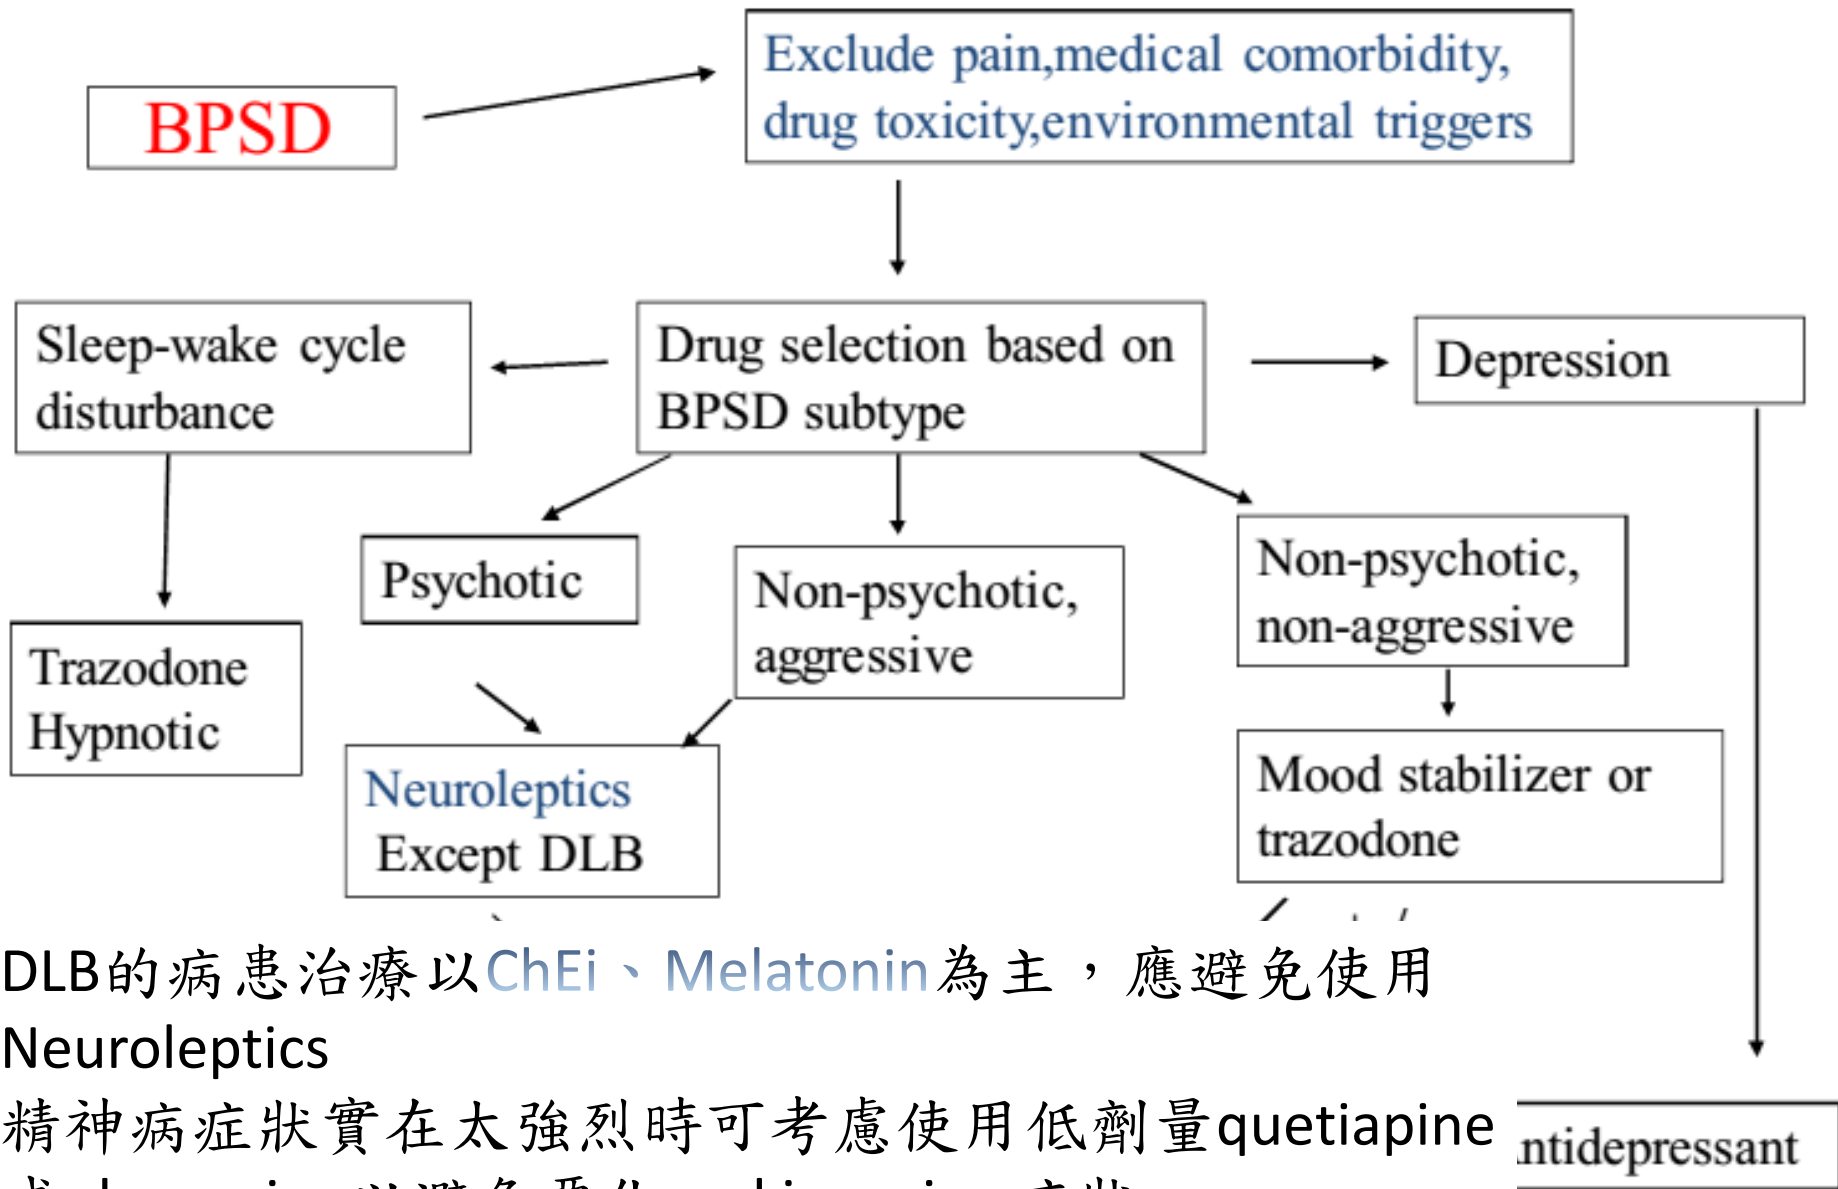 BPSD
Exclude pain,medical comorbidity,
drug toxicity,environmental triggers
Sleep-wake cycle
disturbance
Drug selection based on
BPSD subtype
Depression
Psychotic
Non-psychotic,
aggressive
Non-psychotic,
non-aggressive
Trazodone
Hypnotic
Neuroleptics
Except DLB
Mood stabilizer or
trazodone
DLB的病患治療以ChEi、Melatonin為主，應避免使用
Neuroleptics
精神病症狀實在太強烈時可考慮使用低劑量quetiapine
ntidepressant